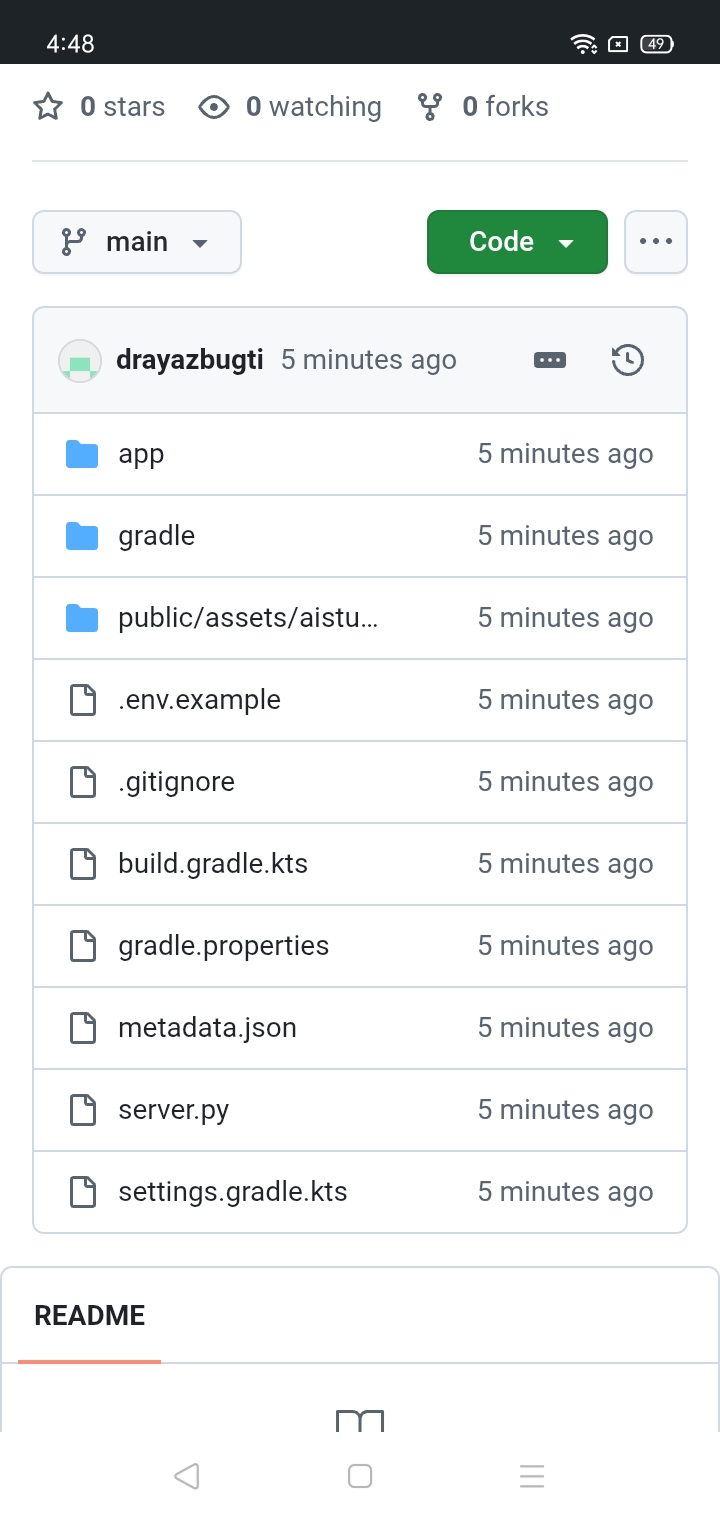 4:48
49
0 stars 0 watching 0 forks
main Code
drayazbugti 5 minutes ago
app 5 minutes ago
gradle 5 minutes ago
public/assets/aistu... 5 minutes ago
.env.example 5 minutes ago
.gitignore 5 minutes ago
build.gradle.kts 5 minutes ago
gradle.properties 5 minutes ago
metadata.json 5 minutes ago
server.py 5 minutes ago
settings.gradle.kts 5 minutes ago
README